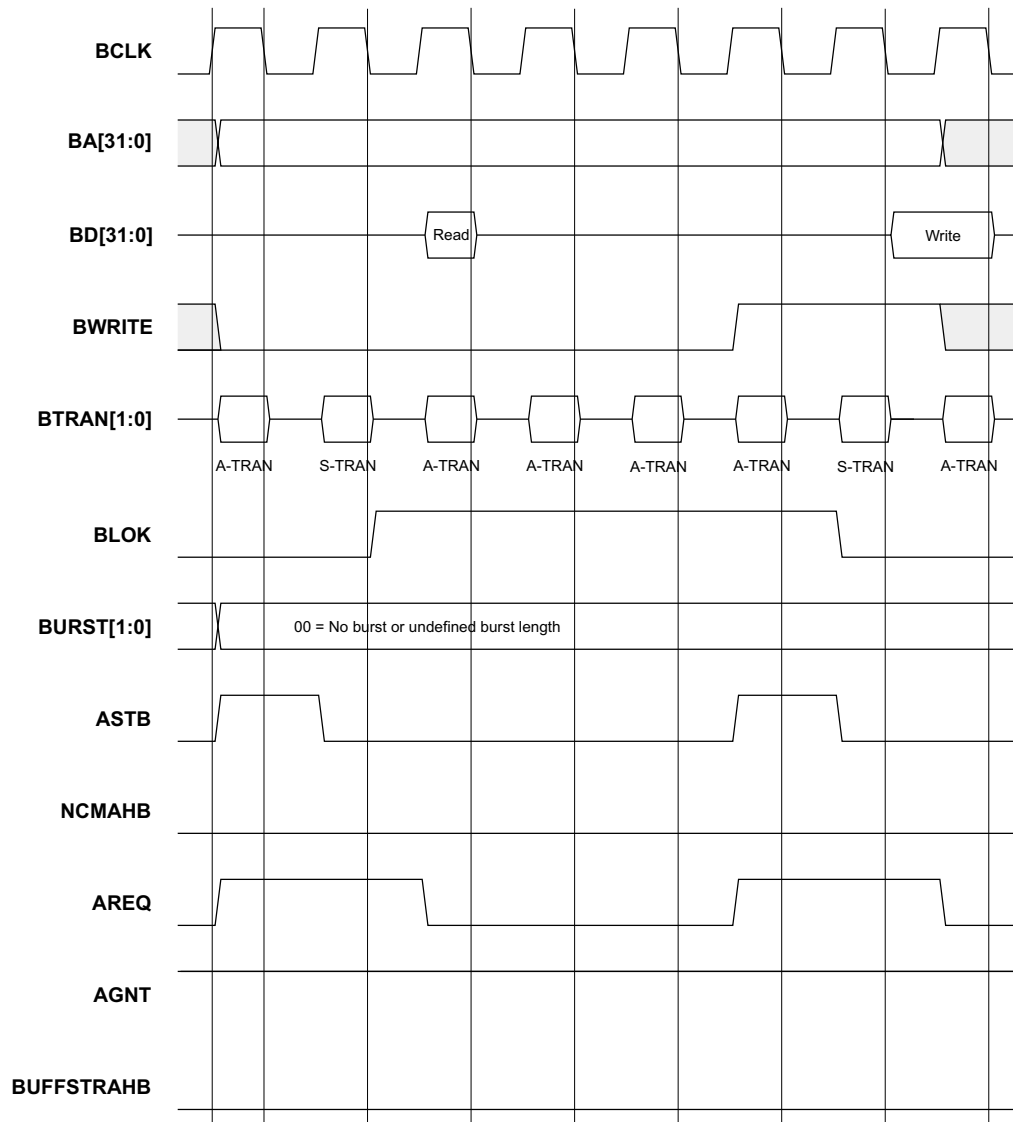 BCLK
BA[31:0]
BD[31:0]
Read
Write
BWRITE
BTRAN[1:0]
A-TRAN S-TRAN A-TRAN A-TRAN A-TRAN A-TRAN S-TRAN A-TRAN
BLOK
BURST[1:0]
00 = No burst or undefined burst length
ASTB
NCMAHB
AREQ
AGNT
BUFFSTRAHB